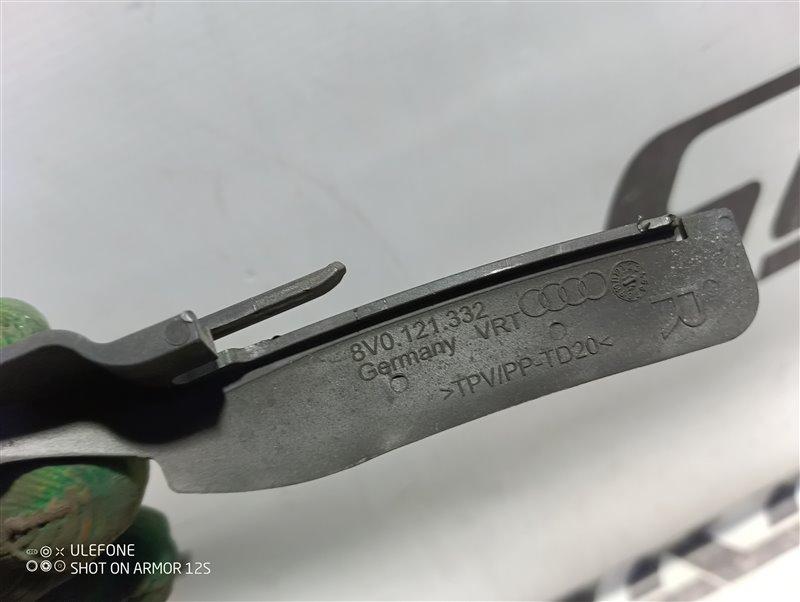 8V0.121.332
Germany VRT
>TPV/PP-TD20<
R
ULEFONE
SHOT ON ARMOR 12S